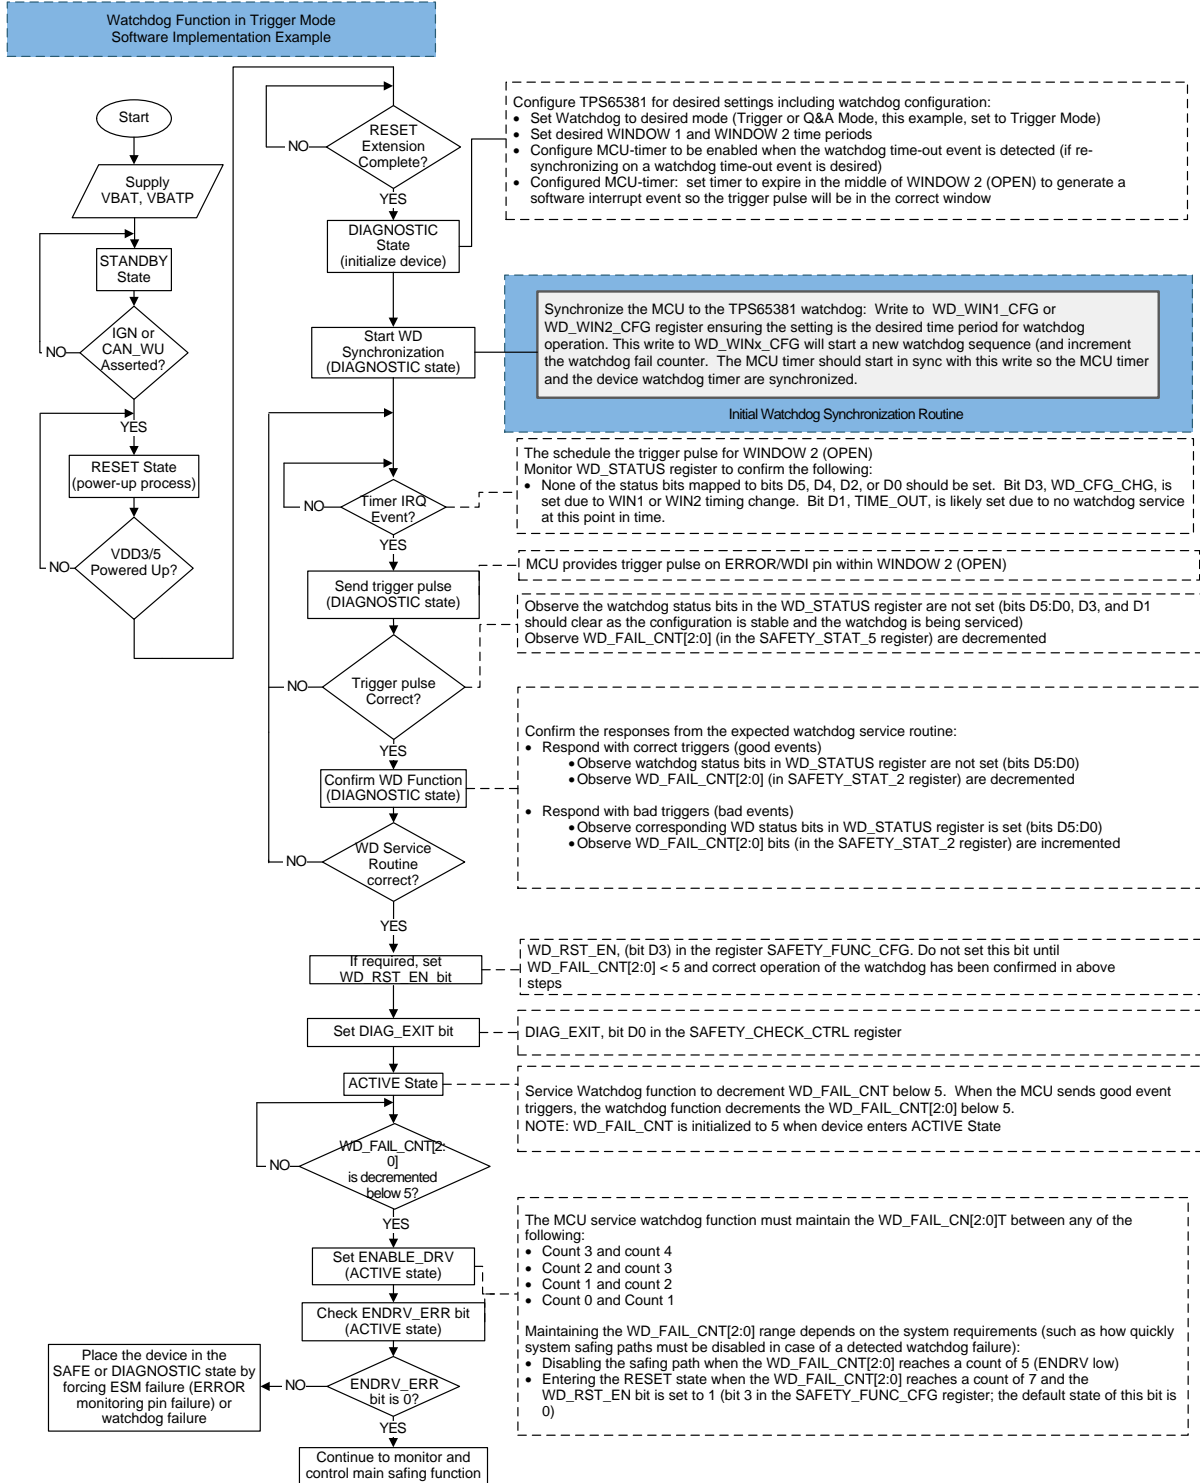 Watchdog Function in Trigger Mode
Software Implementation Example
Start
Supply
VBAT, VBATP
STANDBY
State
IGN or
CAN_WU
Asserted?
NO
YES
RESET State
(power-up process)
VDD3/5
Powered Up?
NO
RESET
Extension
Complete?
NO
YES
DIAGNOSTIC
State
(initialize device)
Configure TPS65381 for desired settings including watchdog configuration:
• Set Watchdog to desired mode (Trigger or Q&A Mode, this example, set to Trigger Mode)
• Set desired WINDOW 1 and WINDOW 2 time periods
• Configure MCU-timer to be enabled when the watchdog time-out event is detected (if re-
synchronizing on a watchdog time-out event is desired)
• Configured MCU-timer: set timer to expire in the middle of WINDOW 2 (OPEN) to generate a
software interrupt event so the trigger pulse will be in the correct window
Start WD
Synchronization
(DIAGNOSTIC state)
Synchronize the MCU to the TPS65381 watchdog: Write to WD_WIN1_CFG or
WD_WIN2_CFG register ensuring the setting is the desired time period for watchdog
operation. This write to WD_WINx_CFG will start a new watchdog sequence (and increment
the watchdog fail counter. The MCU timer should start in sync with this write so the MCU timer
and the device watchdog timer are synchronized.
Initial Watchdog Synchronization Routine
Timer IRQ
Event?
NO
YES
The schedule the trigger pulse for WINDOW 2 (OPEN)
Monitor WD_STATUS register to confirm the following:
• None of the status bits mapped to bits D5, D4, D2, or D0 should be set. Bit D3, WD_CFG_CHG, is
set due to WIN1 or WIN2 timing change. Bit D1, TIME_OUT, is likely set due to no watchdog service
at this point in time.
Send trigger pulse
(DIAGNOSTIC state)
MCU provides trigger pulse on ERROR/WDI pin within WINDOW 2 (OPEN)
Trigger pulse
Correct?
NO
YES
Observe the watchdog status bits in the WD_STATUS register are not set (bits D5:D0, D3, and D1
should clear as the configuration is stable and the watchdog is being serviced)
Observe WD_FAIL_CNT[2:0] (in the SAFETY_STAT_5 register) are decremented
Confirm WD Function
(DIAGNOSTIC state)
Confirm the responses from the expected watchdog service routine:
• Respond with correct triggers (good events)
• Observe watchdog status bits in WD_STATUS register are not set (bits D5:D0)
• Observe WD_FAIL_CNT[2:0] (in SAFETY_STAT_2 register) are decremented
• Respond with bad triggers (bad events)
• Observe corresponding WD status bits in WD_STATUS register is set (bits D5:D0)
• Observe WD_FAIL_CNT[2:0] bits (in the SAFETY_STAT_2 register) are incremented
WD Service
Routine
correct?
NO
YES
If required, set
WD_RST_EN bit
WD_RST_EN, (bit D3) in the register SAFETY_FUNC_CFG. Do not set this bit until
WD_FAIL_CNT[2:0] < 5 and correct operation of the watchdog has been confirmed in above
steps
Set DIAG_EXIT bit
DIAG_EXIT, bit D0 in the SAFETY_CHECK_CTRL register
ACTIVE State
Service Watchdog function to decrement WD_FAIL_CNT below 5. When the MCU sends good event
triggers, the watchdog function decrements the WD_FAIL_CNT[2:0] below 5.
NOTE: WD_FAIL_CNT is initialized to 5 when device enters ACTIVE State
WD_FAIL_CNT[2:
0]
is decremented
below 5?
NO
YES
Set ENABLE_DRV
(ACTIVE state)
Check ENDRV_ERR bit
(ACTIVE state)
The MCU service watchdog function must maintain the WD_FAIL_CN[2:0]T between any of the
following:
• Count 3 and count 4
• Count 2 and count 3
• Count 1 and count 2
• Count 0 and Count 1
Maintaining the WD_FAIL_CNT[2:0] range depends on the system requirements (such as how quickly
system safing paths must be disabled in case of a detected watchdog failure):
• Disabling the safing path when the WD_FAIL_CNT[2:0] reaches a count of 5 (ENDRV low)
• Entering the RESET state when the WD_FAIL_CNT[2:0] reaches a count of 7 and the
WD_RST_EN bit is set to 1 (bit 3 in the SAFETY_FUNC_CFG register; the default state of this bit is
0)
ENDRV_ERR
bit is 0?
NO
YES
Place the device in the
SAFE or DIAGNOSTIC state by
forcing ESM failure (ERROR
monitoring pin failure) or
watchdog failure
Continue to monitor and
control main safing function